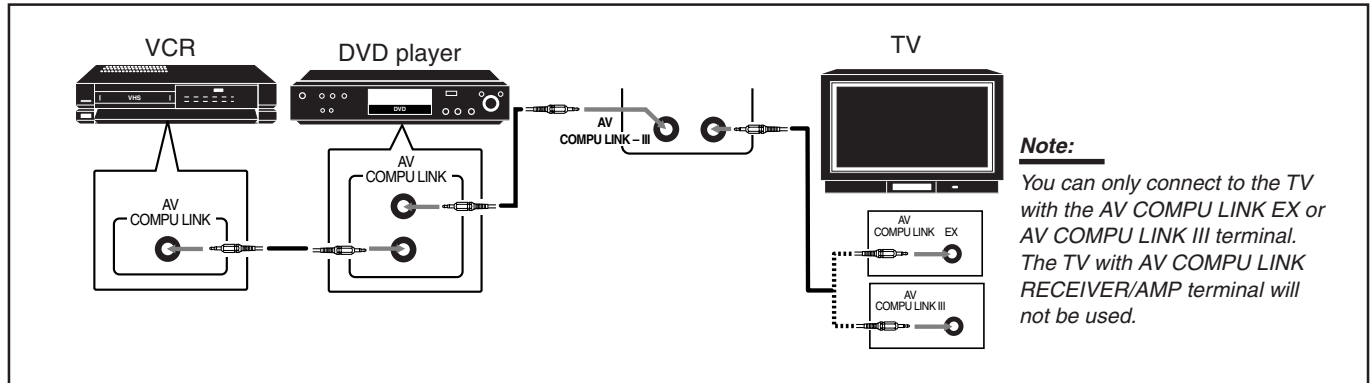 VCR
DVD player
TV
VHS
DVD
AV
COMPU LINK
AV
COMPU LINK
AV
COMPU LINK – III
AV
COMPU LINK EX
AV
COMPU LINK III
Note:
You can only connect to the TV
with the AV COMPU LINK EX or
AV COMPU LINK III terminal.
The TV with AV COMPU LINK
RECEIVER/AMP terminal will
not be used.